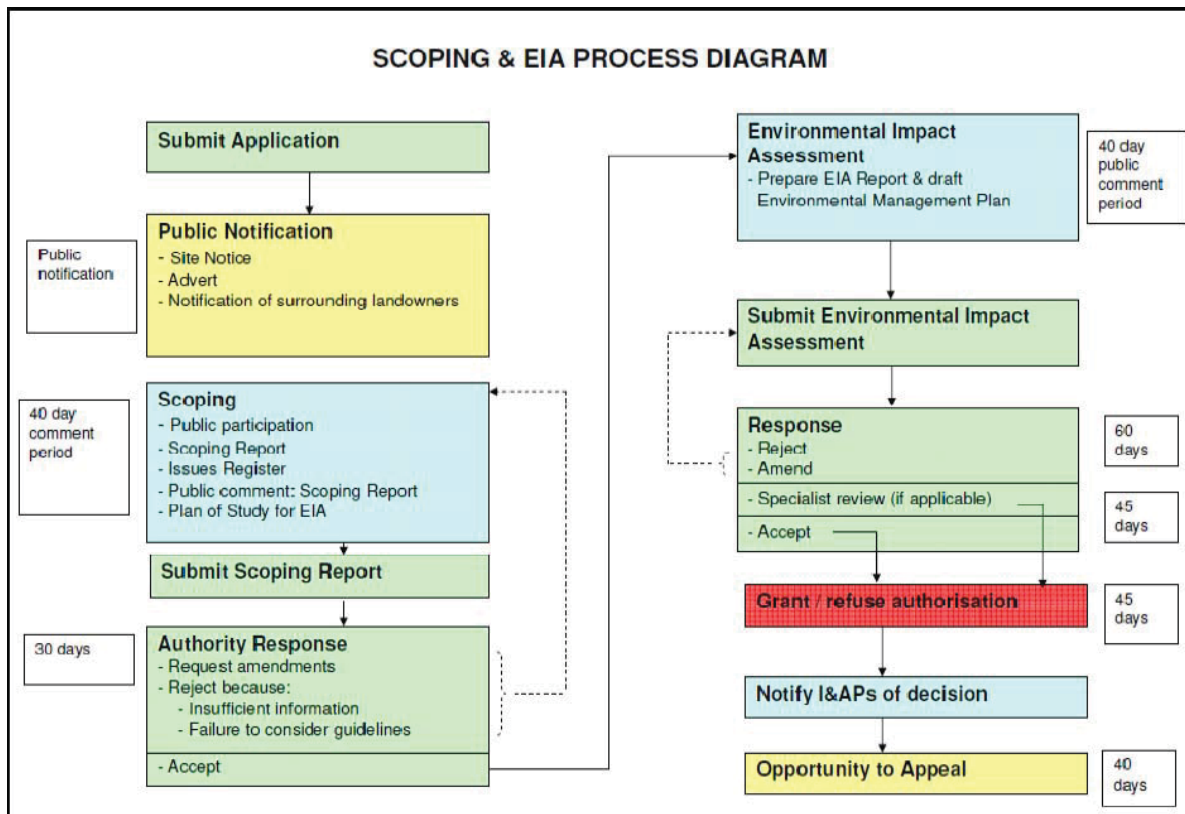 SCOPING & EIA PROCESS DIAGRAM
Submit Application
Public
notification
Public Notification
- Site Notice
- Advert
- Notification of surrounding landowners
40 day
comment
period
Scoping
- Public participation
- Scoping Report
- Issues Register
- Public comment: Scoping Report
- Plan of Study for EIA
Submit Scoping Report
30 days
Authority Response
- Request amendments
- Reject because:
- Insufficient information
- Failure to consider guidelines
- Accept
Environmental Impact
Assessment
- Prepare EIA Report & draft
Environmental Management Plan
40 day
public
comment
period
Submit Environmental Impact
Assessment
Response
- Reject
- Amend
60
days
- Specialist review (if applicable)
- Accept
45
days
Grant / refuse authorisation
45
days
Notify I&APs of decision
Opportunity to Appeal
40
days